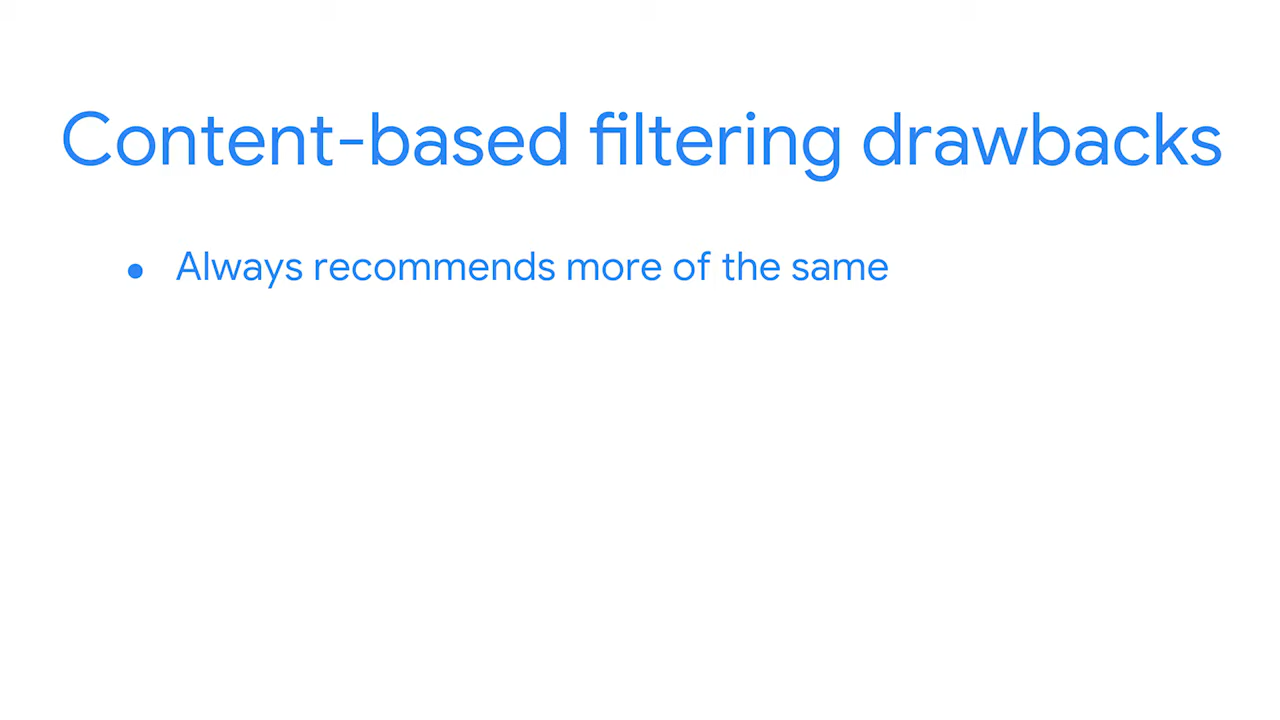 Content-based filtering drawbacks
● Always recommends more of the same